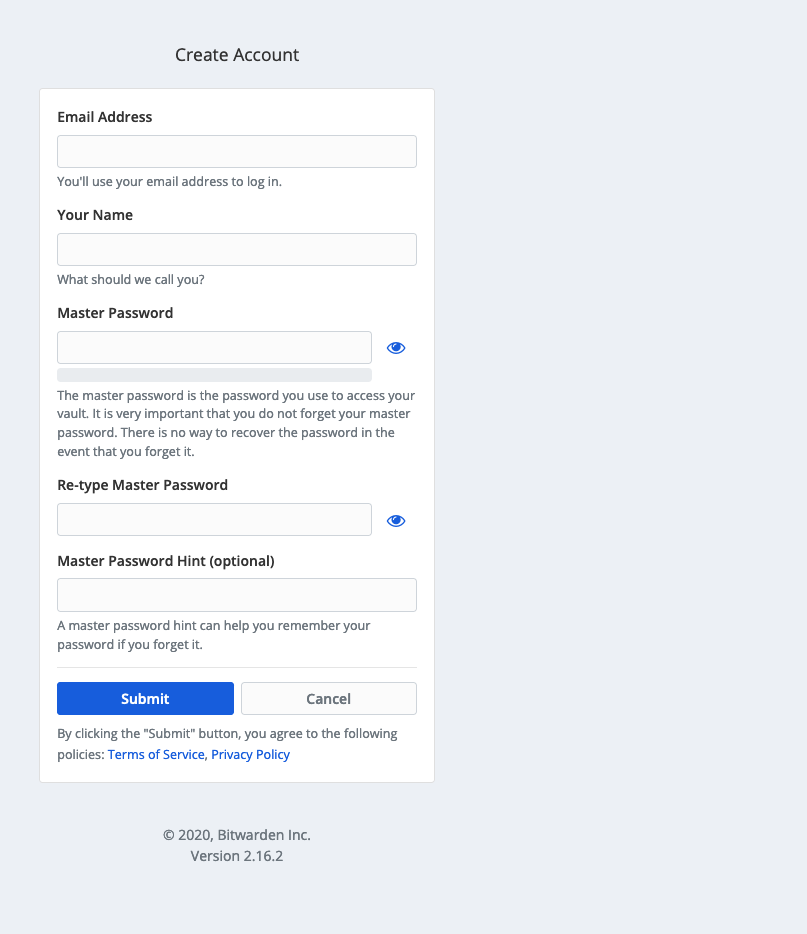 Create Account
Email Address
You'll use your email address to log in.
Your Name
What should we call you?
Master Password
The master password is the password you use to access your
vault. It is very important that you do not forget your master
password. There is no way to recover the password in the
event that you forget it.
Re-type Master Password
Master Password Hint (optional)
A master password hint can help you remember your
password if you forget it.
Submit Cancel
By clicking the "Submit" button, you agree to the following
policies: Terms of Service, Privacy Policy
© 2020, Bitwarden Inc.
Version 2.16.2